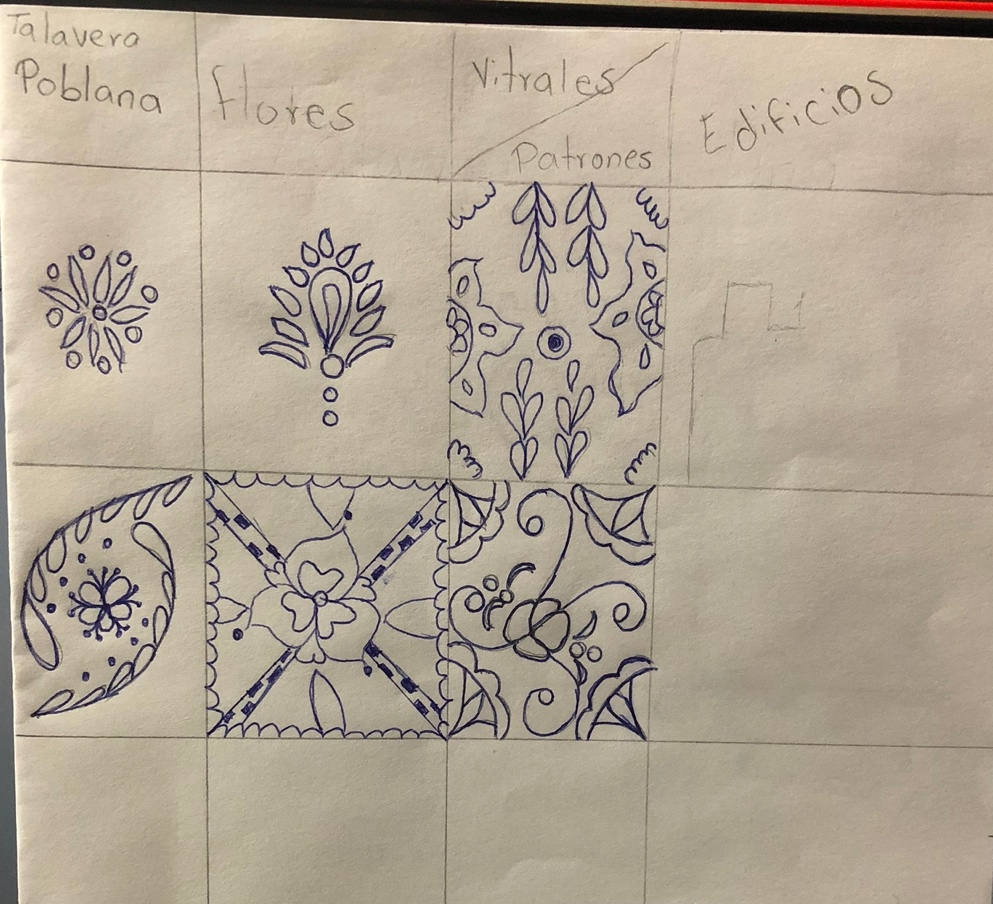 Talavera
Poblana
flores
Vitrales
Patrones
Edificios